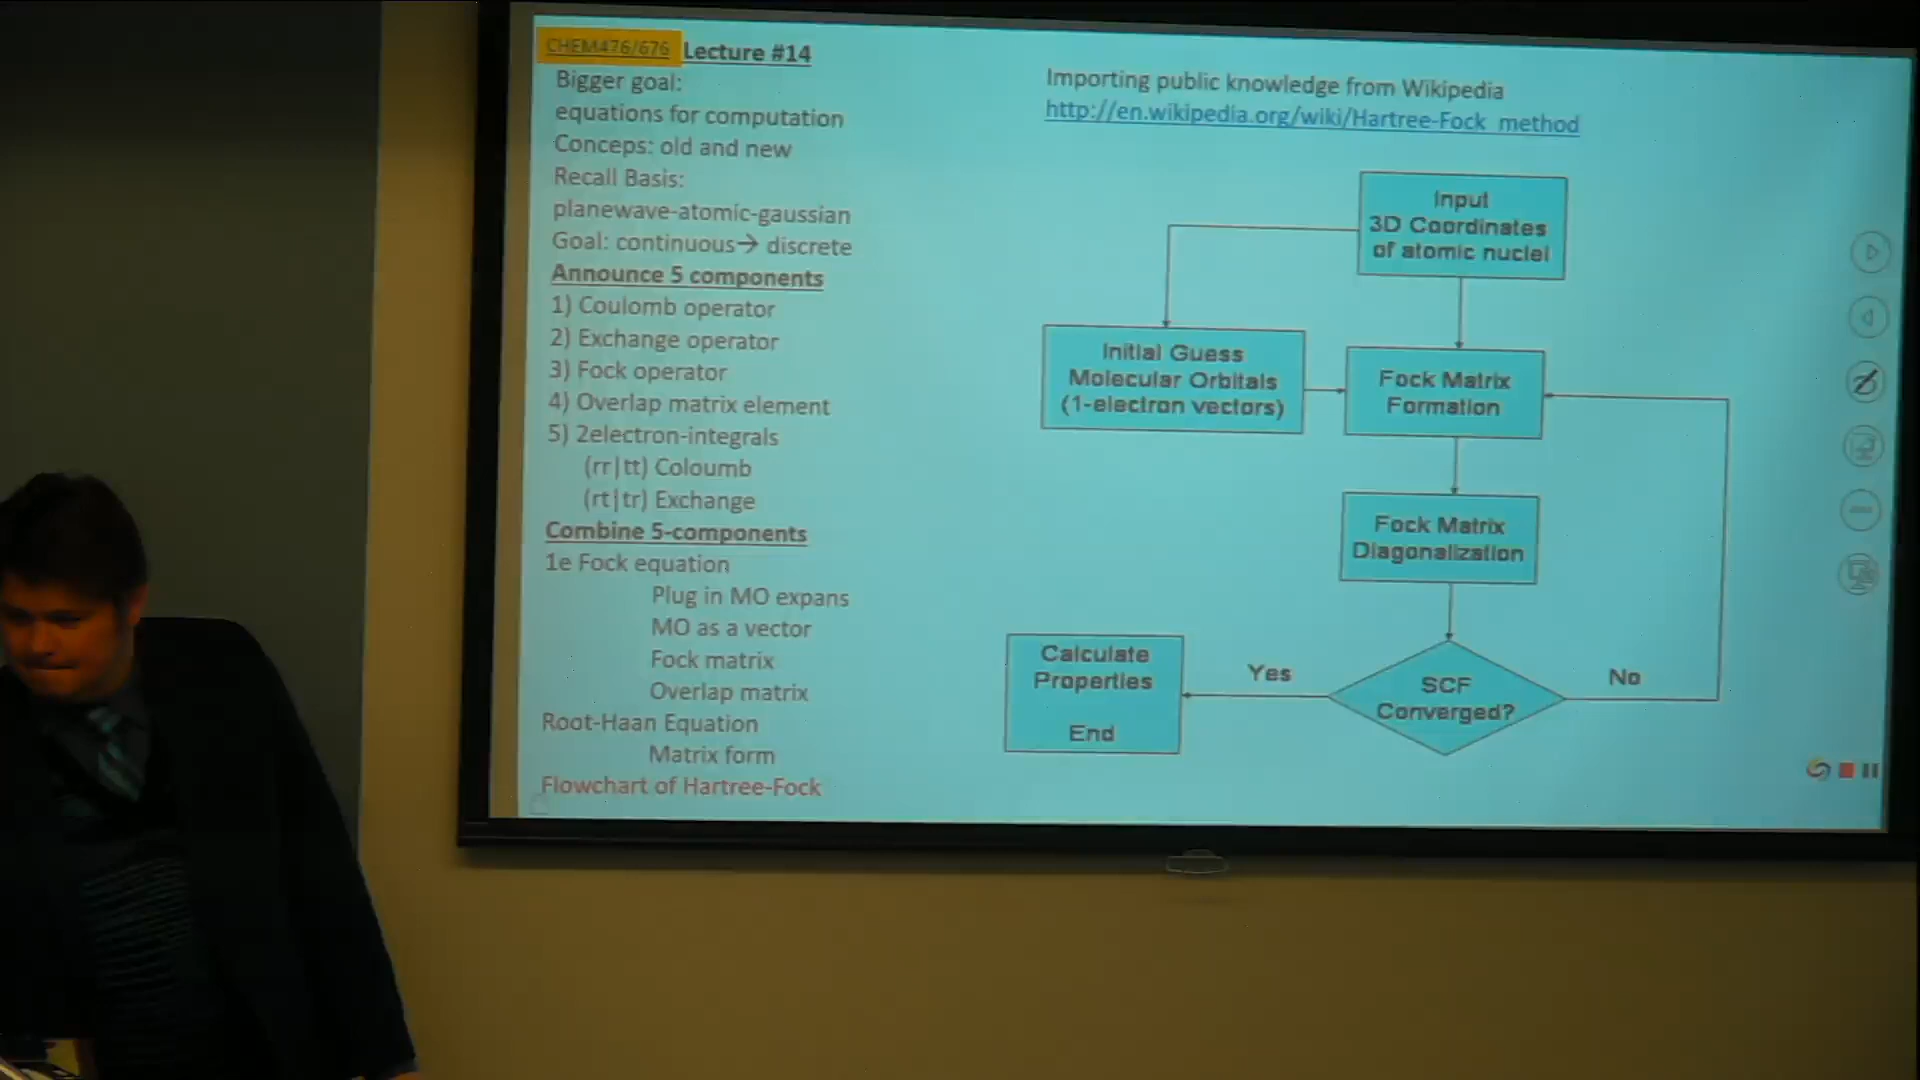 CHEM476/676 Lecture #14
Bigger goal:
equations for computation
Conceps: old and new
Recall Basis:
planewave-atomic-gaussian
Goal: continuous→ discrete
Announce 5 components
1) Coulomb operator
2) Exchange operator
3) Fock operator
4) Overlap matrix element
5) 2electron-integrals
(rr|tt) Coloumb
(rt|tr) Exchange
Combine 5-components
1e Fock equation
Plug in MO expans
MO as a vector
Fock matrix
Overlap matrix
Root-Haan Equation
Matrix form
Flowchart of Hartree-Fock
Importing public knowledge from Wikipedia
http://en.wikipedia.org/wiki/Hartree-Fock_method
Input
3D Coordinates
of atomic nuclei
Initial Guess
Molecular Orbitals
(1-electron vectors)
Fock Matrix
Formation
Fock Matrix
Diagonalization
SCF
Converged?
Yes
No
Calculate
Properties
End